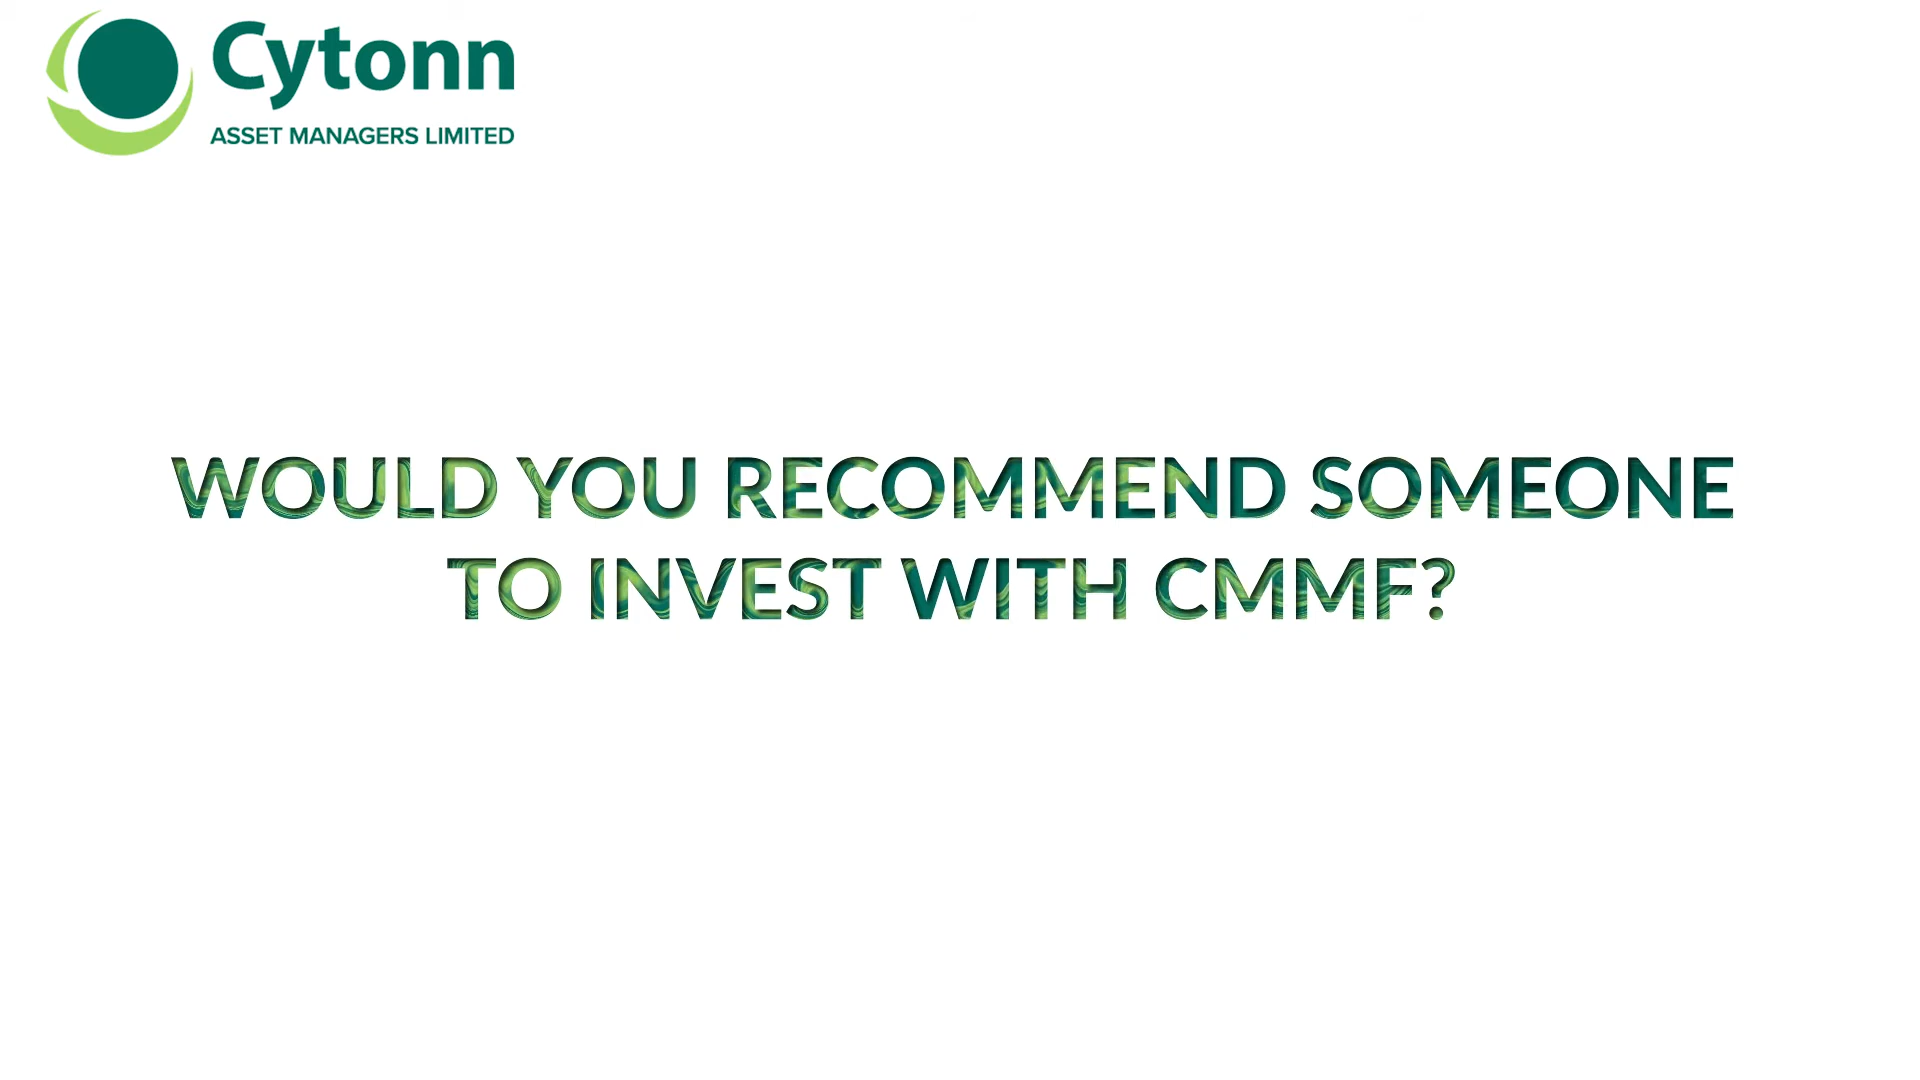 Cytonn
ASSET MANAGERS LIMITED
WOULD YOU RECOMMEND SOMEONE
TO INVEST WITH CMMF?